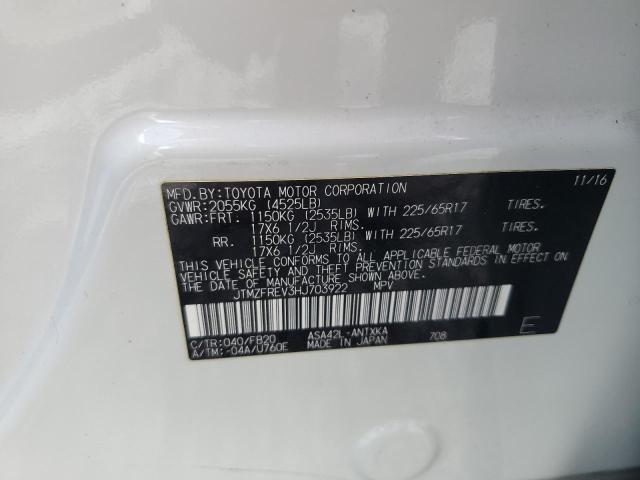 MFD. BY: TOYOTA MOTOR CORPORATION 11/16
GVWR: 2055KG (4525LB)
GAWR: FRT. 1150KG (2535LB) WITH 225/65R17 TIRES.
17X6 1/2J RIMS.
RR. 1150KG (2535LB) WITH 225/65R17 TIRES.
17X6 1/2J RIMS.
THIS VEHICLE CONFORMS TO ALL APPLICABLE FEDERAL MOTOR
VEHICLE SAFETY AND THEFT PREVENTION STANDARDS IN EFFECT ON
THE DATE OF MANUFACTURE SHOWN ABOVE.
JTMZFREV3HJ703922 MPV
C/TR: 040/FB20 ASA42L-ANTXKA 708 E
A/TM: -04A/U760E MADE IN JAPAN